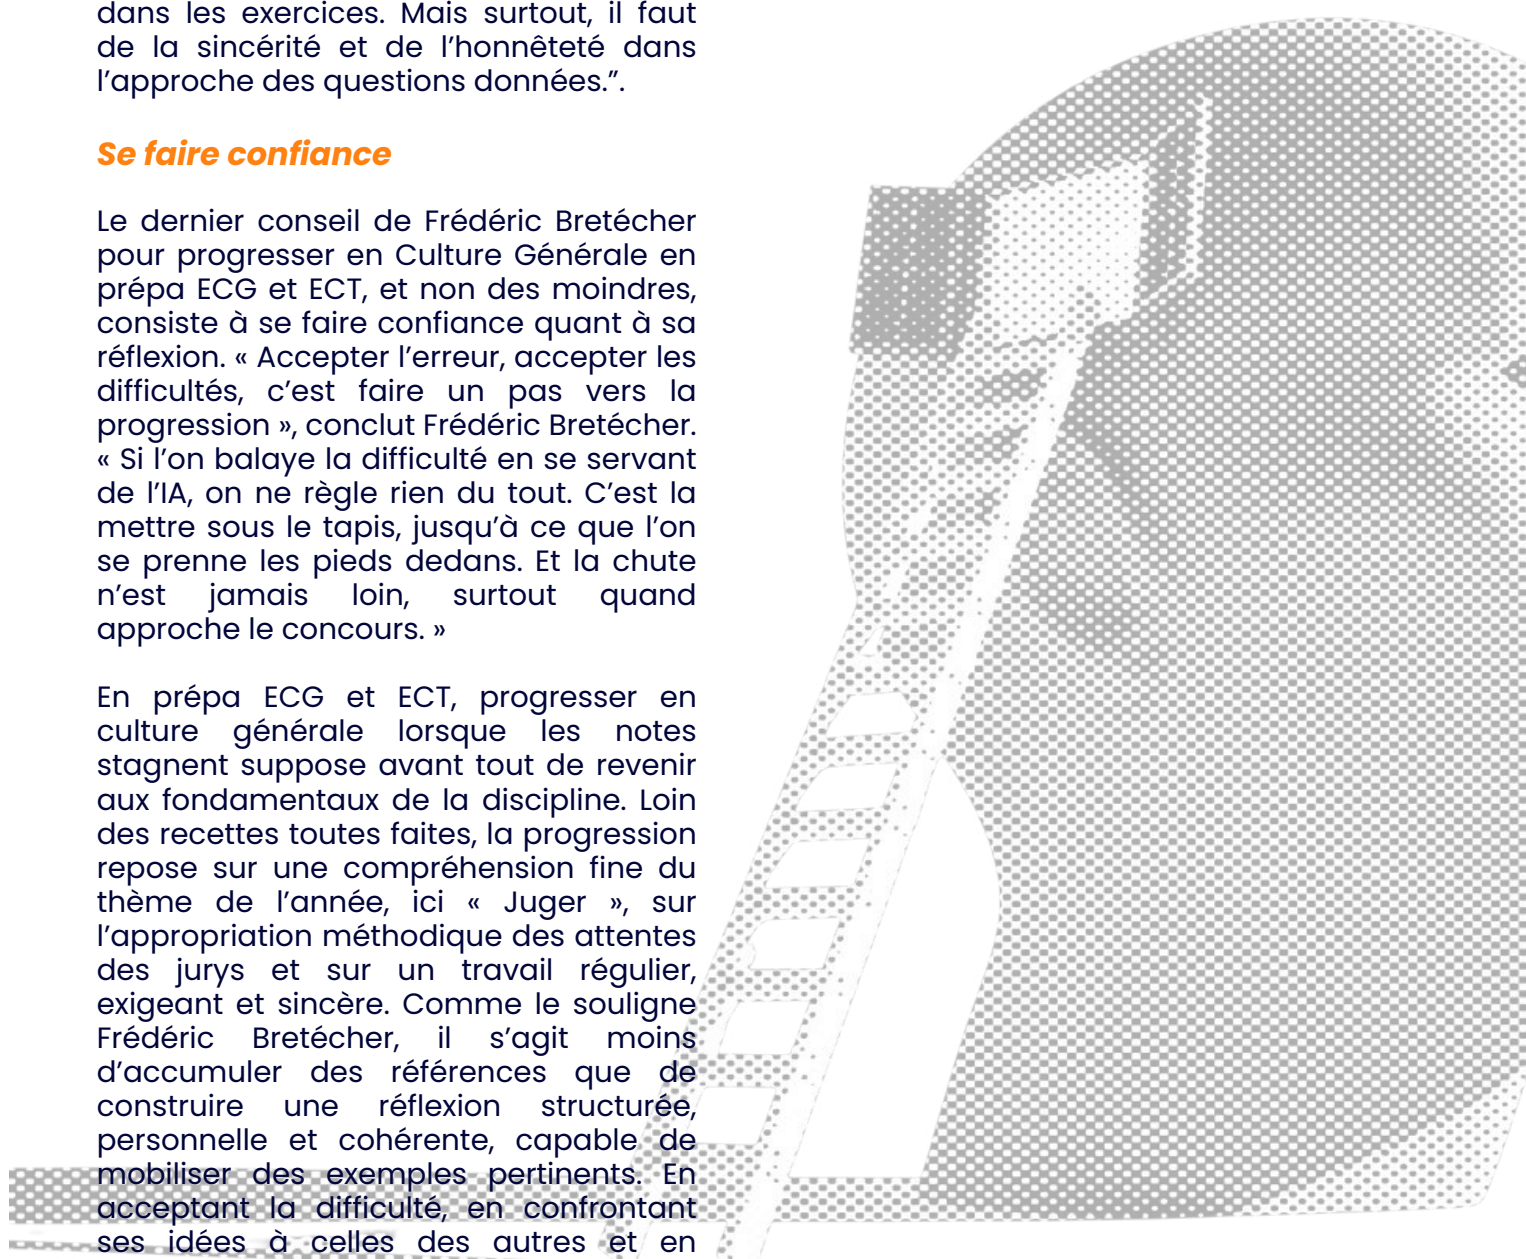 dans les exercices. Mais surtout, il faut
de la sincérité et de l’honnêteté dans
l’approche des questions données.”.
Se faire confiance
Le dernier conseil de Frédéric Bretécher
pour progresser en Culture Générale en
prépa ECG et ECT, et non des moindres,
consiste à se faire confiance quant à sa
réflexion. « Accepter l’erreur, accepter les
difficultés, c’est faire un pas vers la
progression », conclut Frédéric Bretécher.
« Si l’on balaye la difficulté en se servant
de l’IA, on ne règle rien du tout. C’est la
mettre sous le tapis, jusqu’à ce que l’on
se prenne les pieds dedans. Et la chute
n’est jamais loin, surtout quand
approche le concours. »
En prépa ECG et ECT, progresser en
culture générale lorsque les notes
stagnent suppose avant tout de revenir
aux fondamentaux de la discipline. Loin
des recettes toutes faites, la progression
repose sur une compréhension fine du
thème de l’année, ici « Juger », sur
l’appropriation méthodique des attentes
des jurys et sur un travail régulier,
exigeant et sincère. Comme le souligne
Frédéric Bretécher, il s’agit moins
d’accumuler des références que de
construire une réflexion structurée,
personnelle et cohérente, capable de
mobiliser des exemples pertinents. En
acceptant la difficulté, en confrontant
ses idées à celles des autres et en